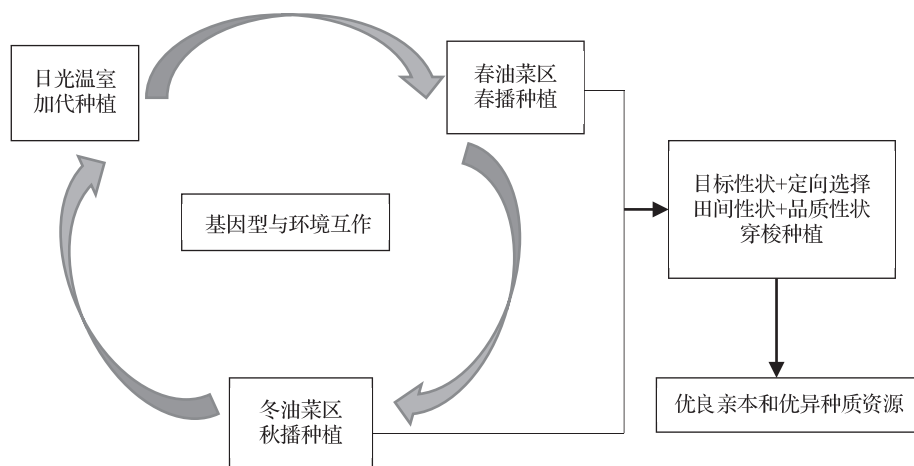 日光温室
加代种植
春油菜区
春播种植
目标性状+定向选择
田间性状+品质性状
穿梭种植
基因型与环境互作
冬油菜区
秋播种植
优良亲本和优异种质资源